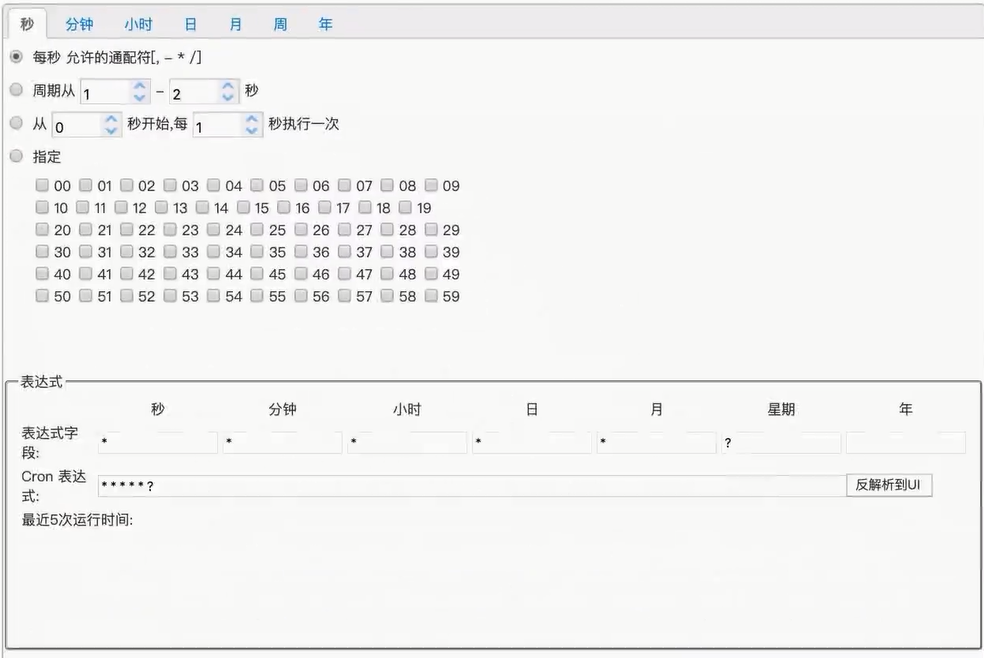 秒 分钟 小时 日 月 周 年
每秒 允许的通配符[, - * /]
周期从 1 - 2 秒
从 0 秒开始,每 1 秒执行一次
指定
00 01 02 03 04 05 06 07 08 09
10 11 12 13 14 15 16 17 18 19
20 21 22 23 24 25 26 27 28 29
30 31 32 33 34 35 36 37 38 39
40 41 42 43 44 45 46 47 48 49
50 51 52 53 54 55 56 57 58 59
表达式
秒 分钟 小时 日 月 星期 年
表达式字
段: * * * * * ?
Cron 表达
式: * * * * * ? 反解析到UI
最近5次运行时间: